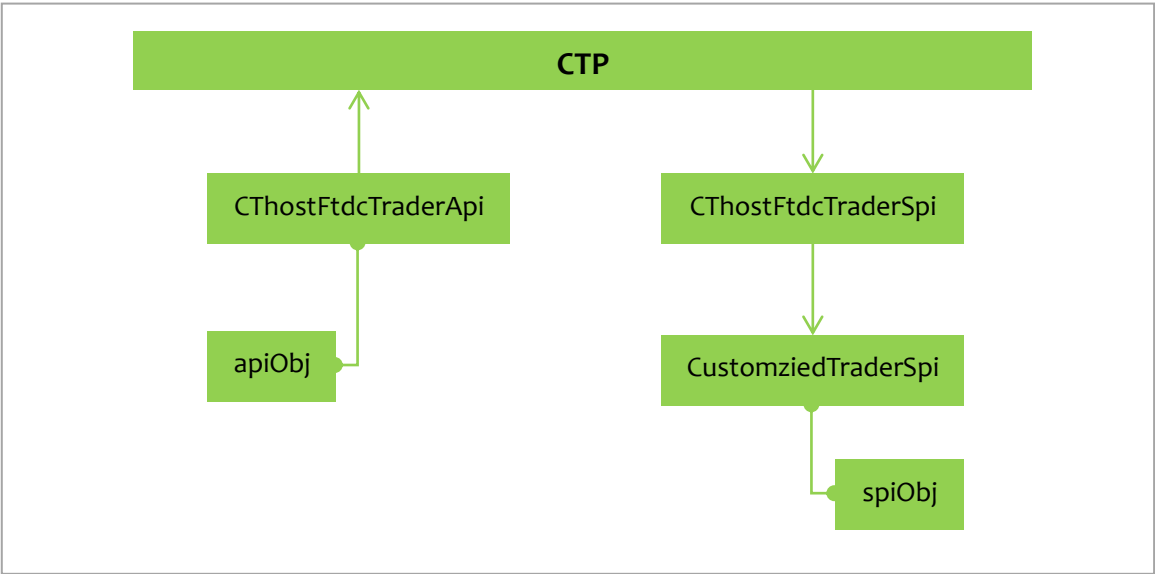 CTP
CThostFtdcTraderApi
CThostFtdcTraderSpi
apiObj
CustomziedTraderSpi
spiObj